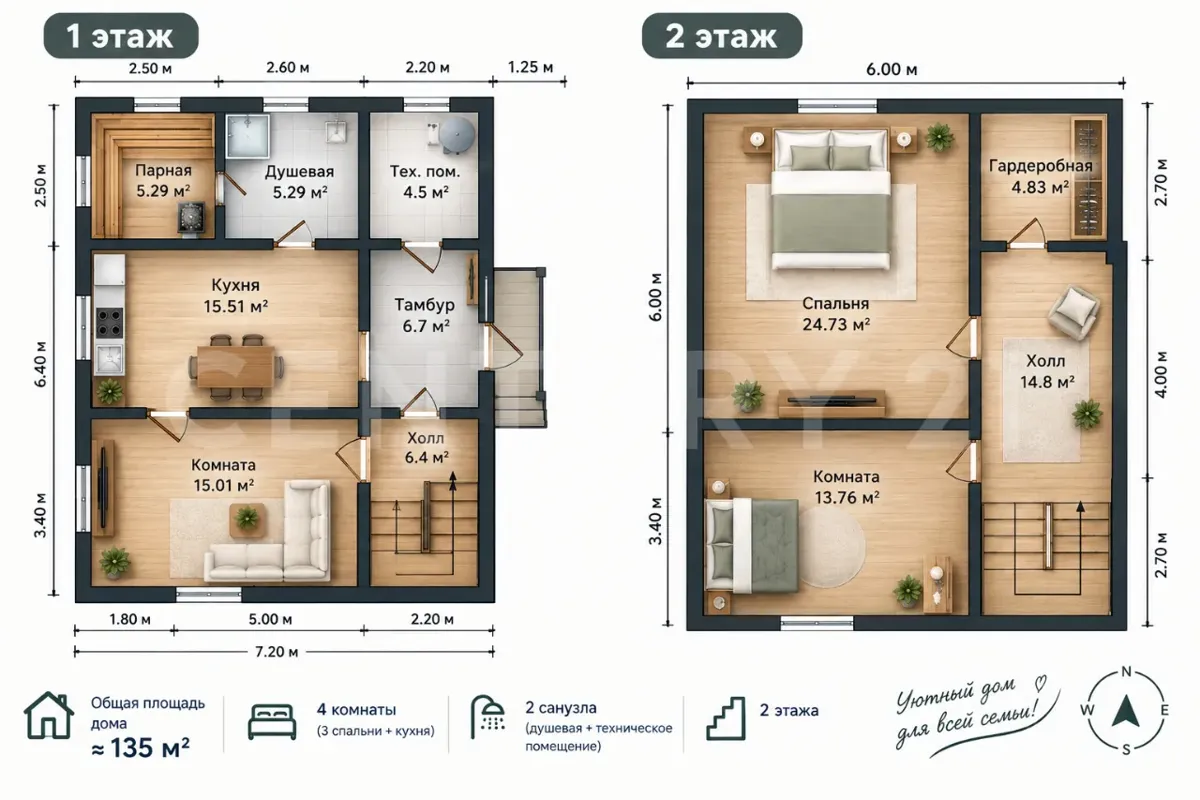 1 этаж
2 этаж
2.50 м
2.60 м
2.20 м
1.25 м
6.00 м
2.50 м
6.40 м
3.40 м
Парная
5.29 м²
Душевая
5.29 м²
Тех. пом.
4.5 м²
Кухня
15.51 м²
Тамбур
6.7 м²
Комната
15.01 м²
Холл
6.4 м²
1.80 м
5.00 м
2.20 м
7.20 м
6.00 м
3.40 м
Спальня
24.73 м²
Гардеробная
4.83 м²
Холл
14.8 м²
Комната
13.76 м²
2.70 м
4.00 м
2.70 м
CENTURY 21
Общая площадь
дома
≈ 135 м²
4 комнаты
(3 спальни + кухня)
2 санузла
(душевая + техническое
помещение)
2 этажа
Уютный дом
для всей семьи!
N
W
E
S